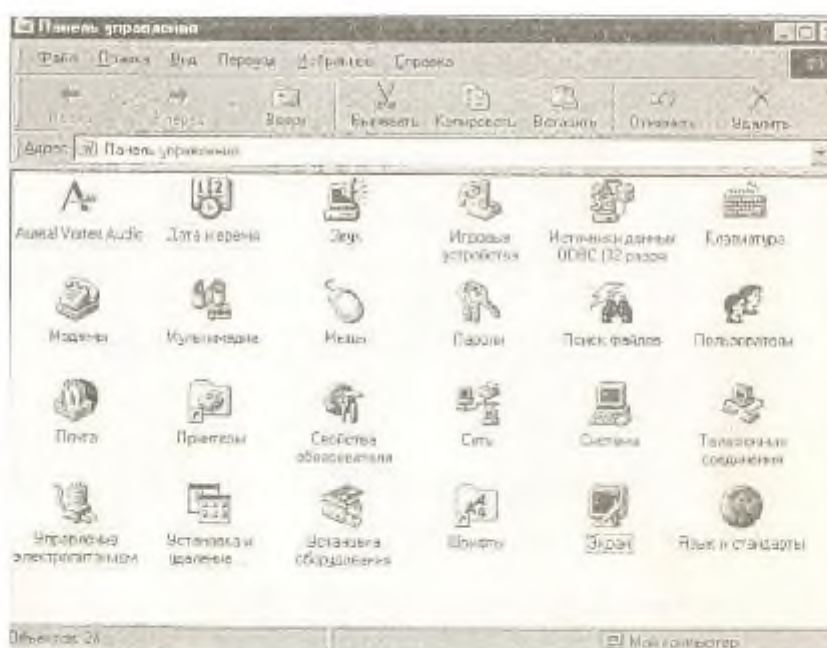 Панель управления
Файл Правка Вид Переход Избранное Справка
Назад Вперед Вверх Вырезать Копировать Вставить Отменить Удалить
Адрес Панель управления
Aureal Vortex Audio Дата и время Звук Игровые устройства Источники данных ODBC (32 разря Клавиатура
Модемы Мультимедиа Мышь Пароли Поиск файлов Пользователи
Почта Принтеры Свойства обозревателя Сеть Система Телефонные соединения
Управление электропитанием Установка и удаление Установка оборудования Шрифты Экран Язык и стандарты
Объектов: 24 Мой компьютер